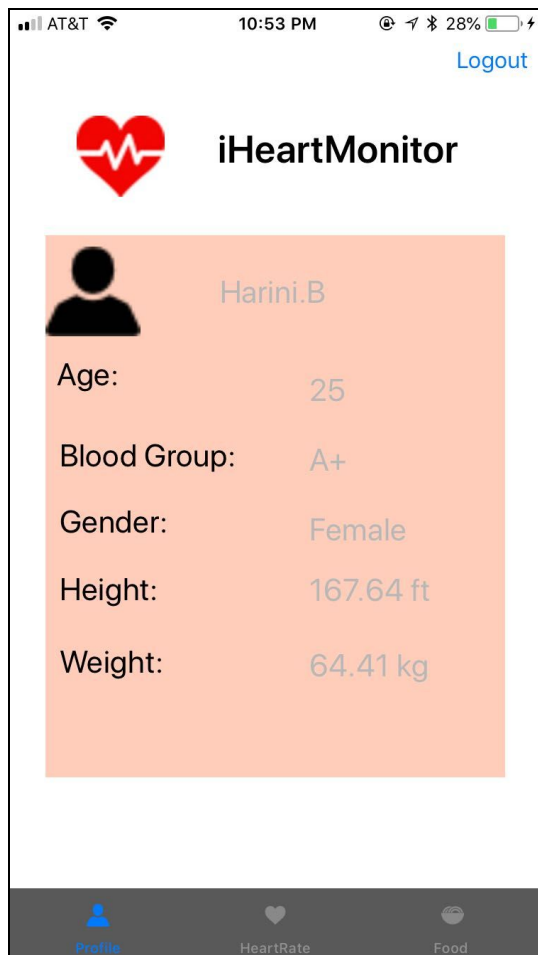 AT&T 10:53 PM 28%
Logout
iHeartMonitor
Harini.B
Age: 25
Blood Group: A+
Gender: Female
Height: 167.64 ft
Weight: 64.41 kg
Profile HeartRate Food